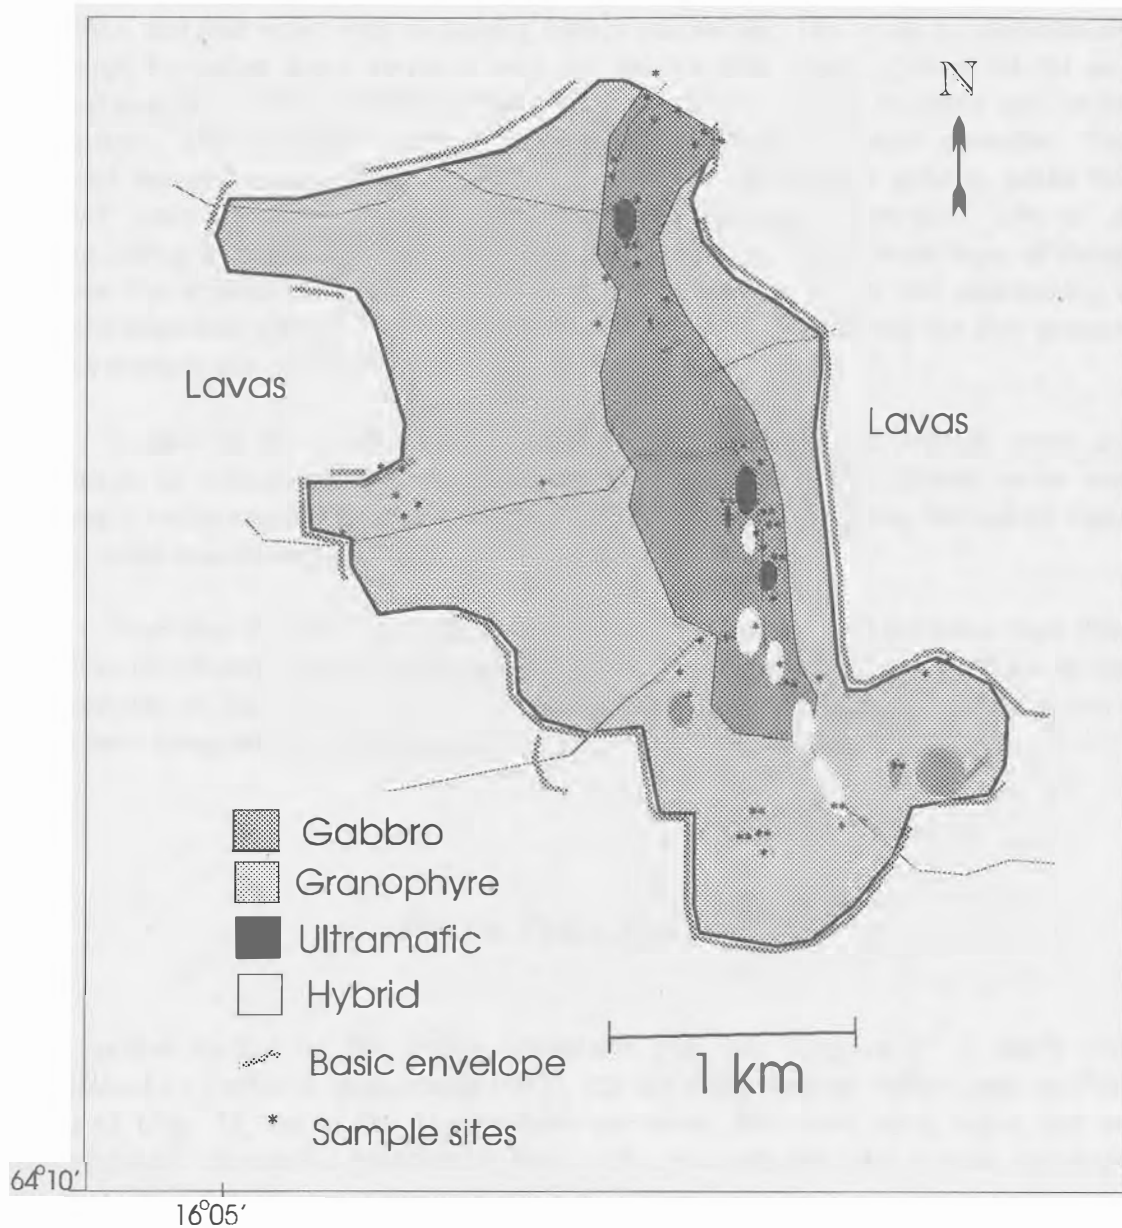 N
Lavas
Lavas
Gabbro
Granophyre
Ultramafic
Hybrid
Basic envelope
1 km
* Sample sites
64°10'
16°05'